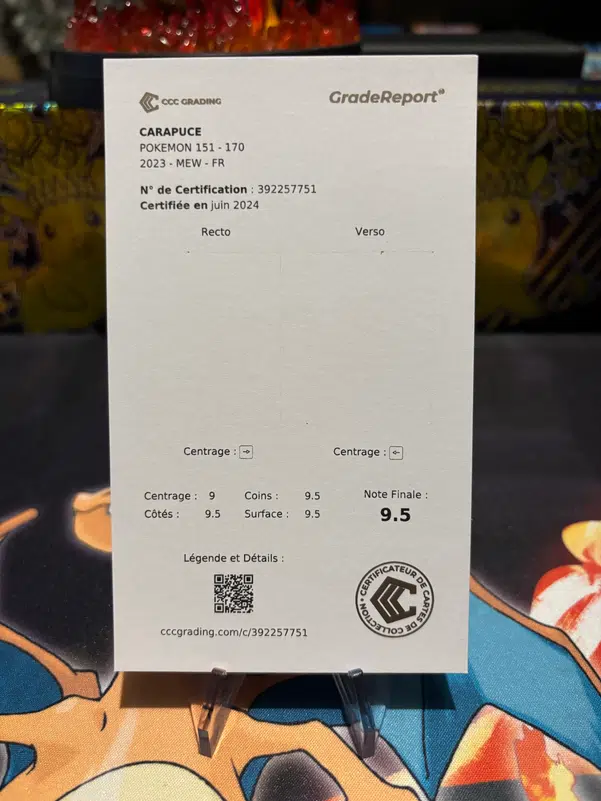 CCC GRADING
GradeReport®
CARAPUCE
POKEMON 151 - 170
2023 - MEW - FR
N° de Certification : 392257751
Certifiée en juin 2024
Recto Verso
Centrage : Centrage :
Centrage : 9 Coins : 9.5 Note Finale :
Côtés : 9.5 Surface : 9.5 9.5
Légende et Détails :
cccgrading.com/c/392257751
CERTIFICATEUR DE CARTES DE COLLECTION